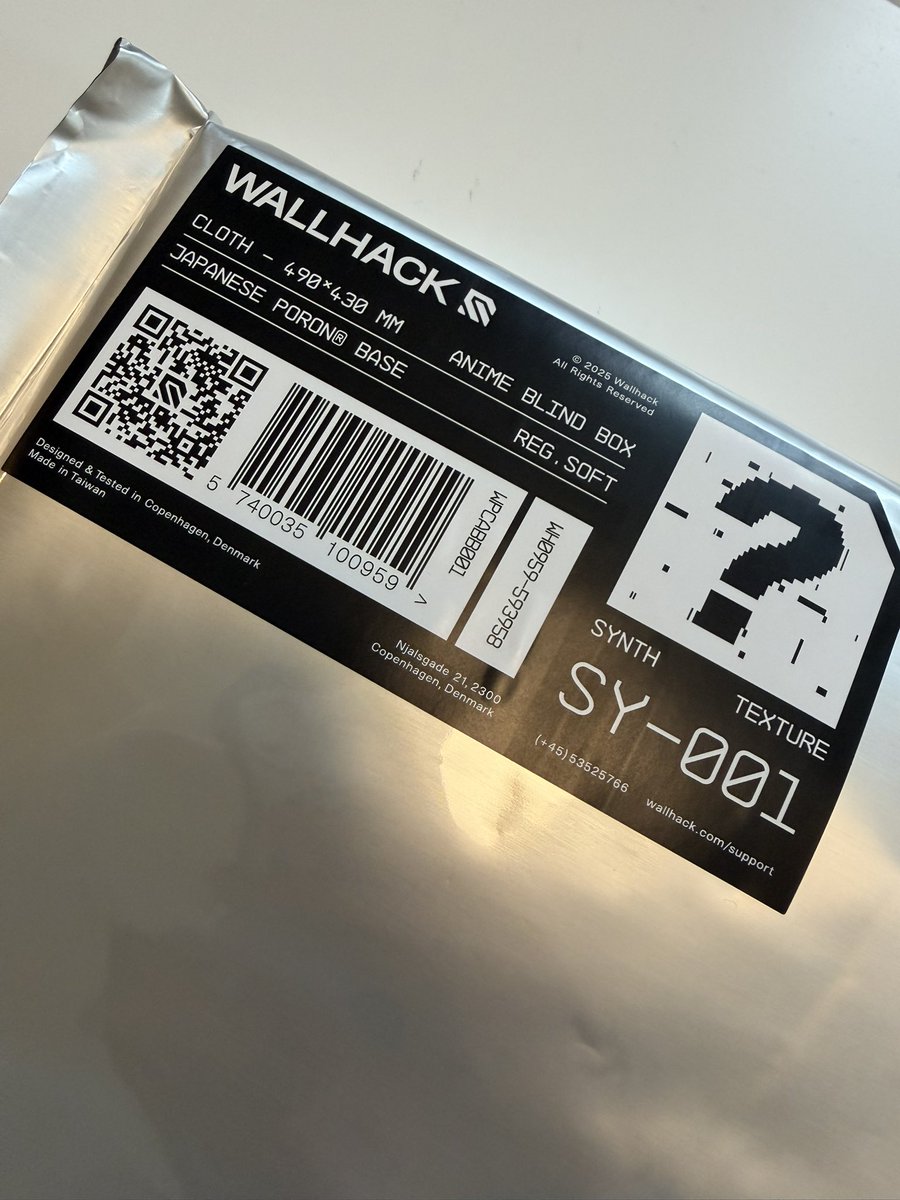 WALLHACK
CLOTH - 490*430 MM
ANIME BLIND BOX
JAPANESE PORON® BASE
REG.SOFT
© 2025 Wallhack
All Rights Reserved
5 740035 100959 >
WPCABB001
WH0959-593958
Designed & Tested in Copenhagen, Denmark
Made in Taiwan
Njalsgade 21, 2300
Copenhagen, Denmark
?
SYNTH
TEXTURE
SY-001
(+45)53525766
wallhack.com/support